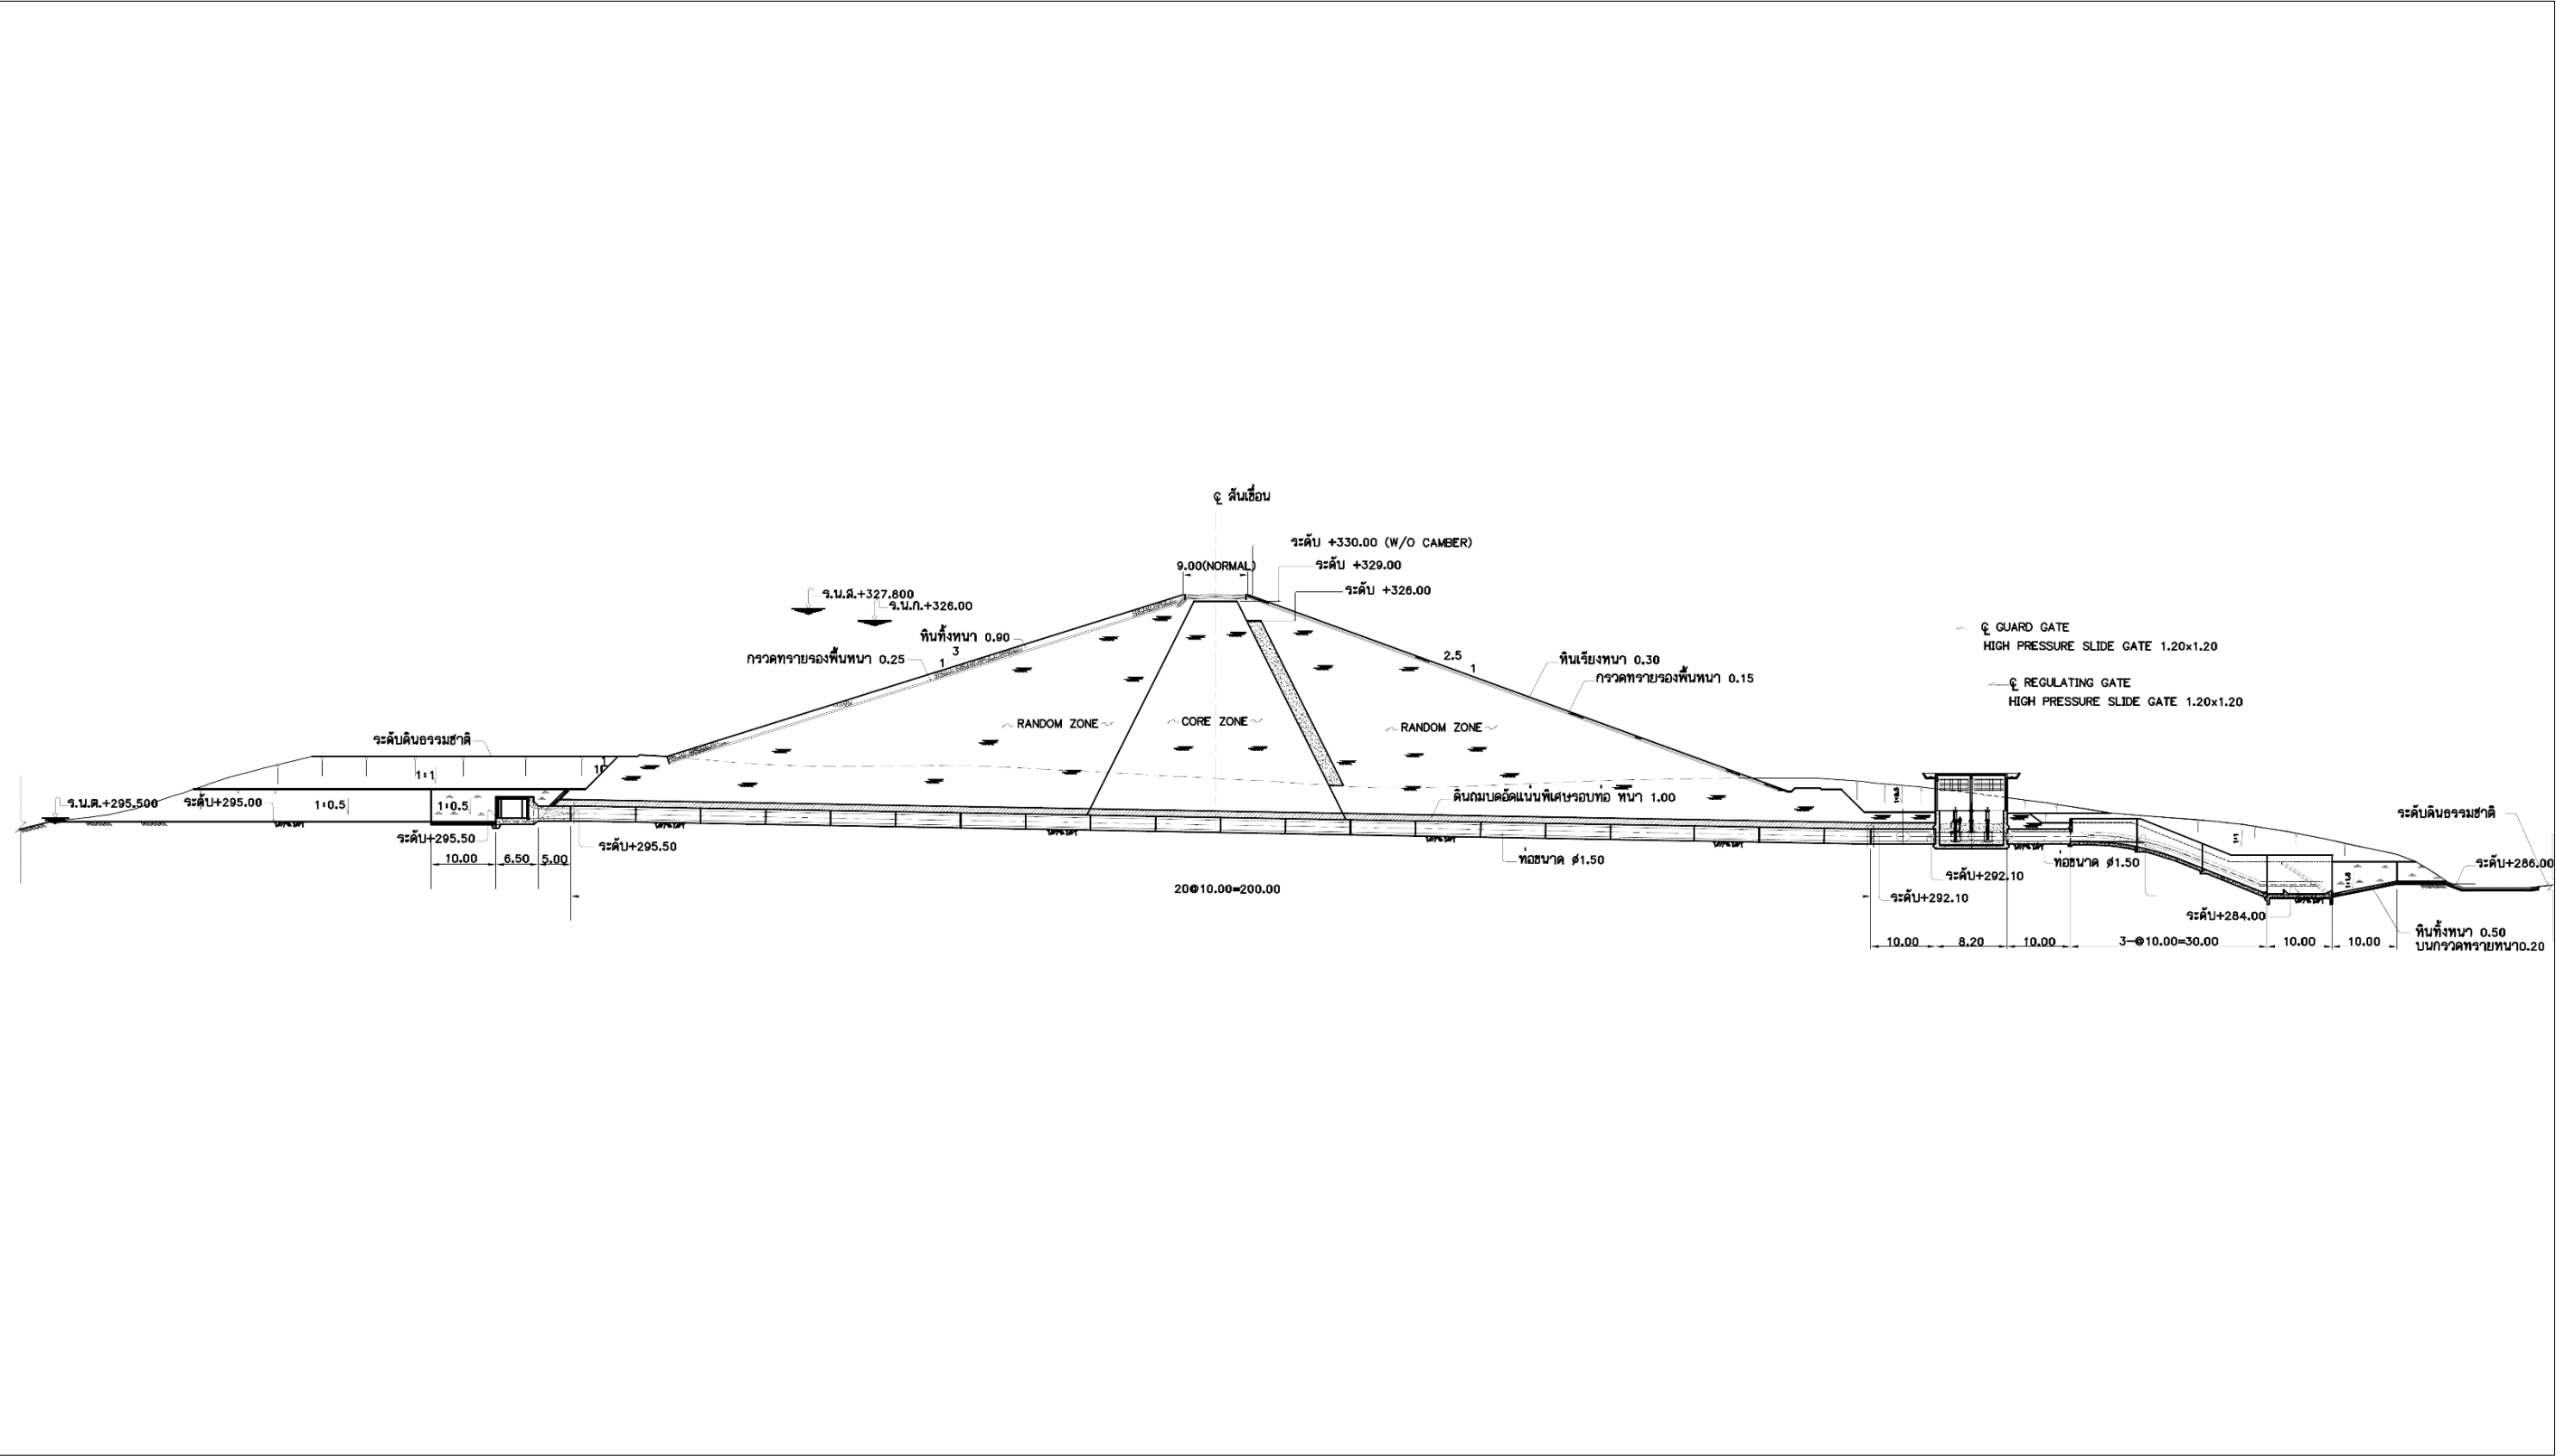 ℄ สันเขื่อน
ระดับ +330.00 (W/O CAMBER)
9.00(NORMAL)
ระดับ +329.00
ระดับ +326.00
ร.น.ส.+327.800
ร.น.ก.+326.00
หินทิ้งหนา 0.90
3
1
กรวดทรายรองพื้นหนา 0.25
2.5
1
หินเรียงหนา 0.30
กรวดทรายรองพื้นหนา 0.15
℄ GUARD GATE
HIGH PRESSURE SLIDE GATE 1.20x1.20
℄ REGULATING GATE
HIGH PRESSURE SLIDE GATE 1.20x1.20
RANDOM ZONE
CORE ZONE
RANDOM ZONE
ระดับดินธรรมชาติ
1:1
1
10
ร.น.ต.+295.500
ระดับ+295.00
1:0.5
1:0.5
ดินถมบดอัดแน่นพิเศษรอบท่อ หนา 1.00
1:0.5
ระดับดินธรรมชาติ
ระดับ+295.50
ระดับ+295.50
10.00
6.50
5.00
20@10.00=200.00
ท่อขนาด ø1.50
ระดับ+292.10
ระดับ+292.10
ท่อขนาด ø1.50
1:1
1:1.5
ระดับ+286.00
ระดับ+284.00
หินทิ้งหนา 0.50
บนกรวดทรายหนา0.20
10.00
8.20
10.00
3-@10.00=30.00
10.00
10.00